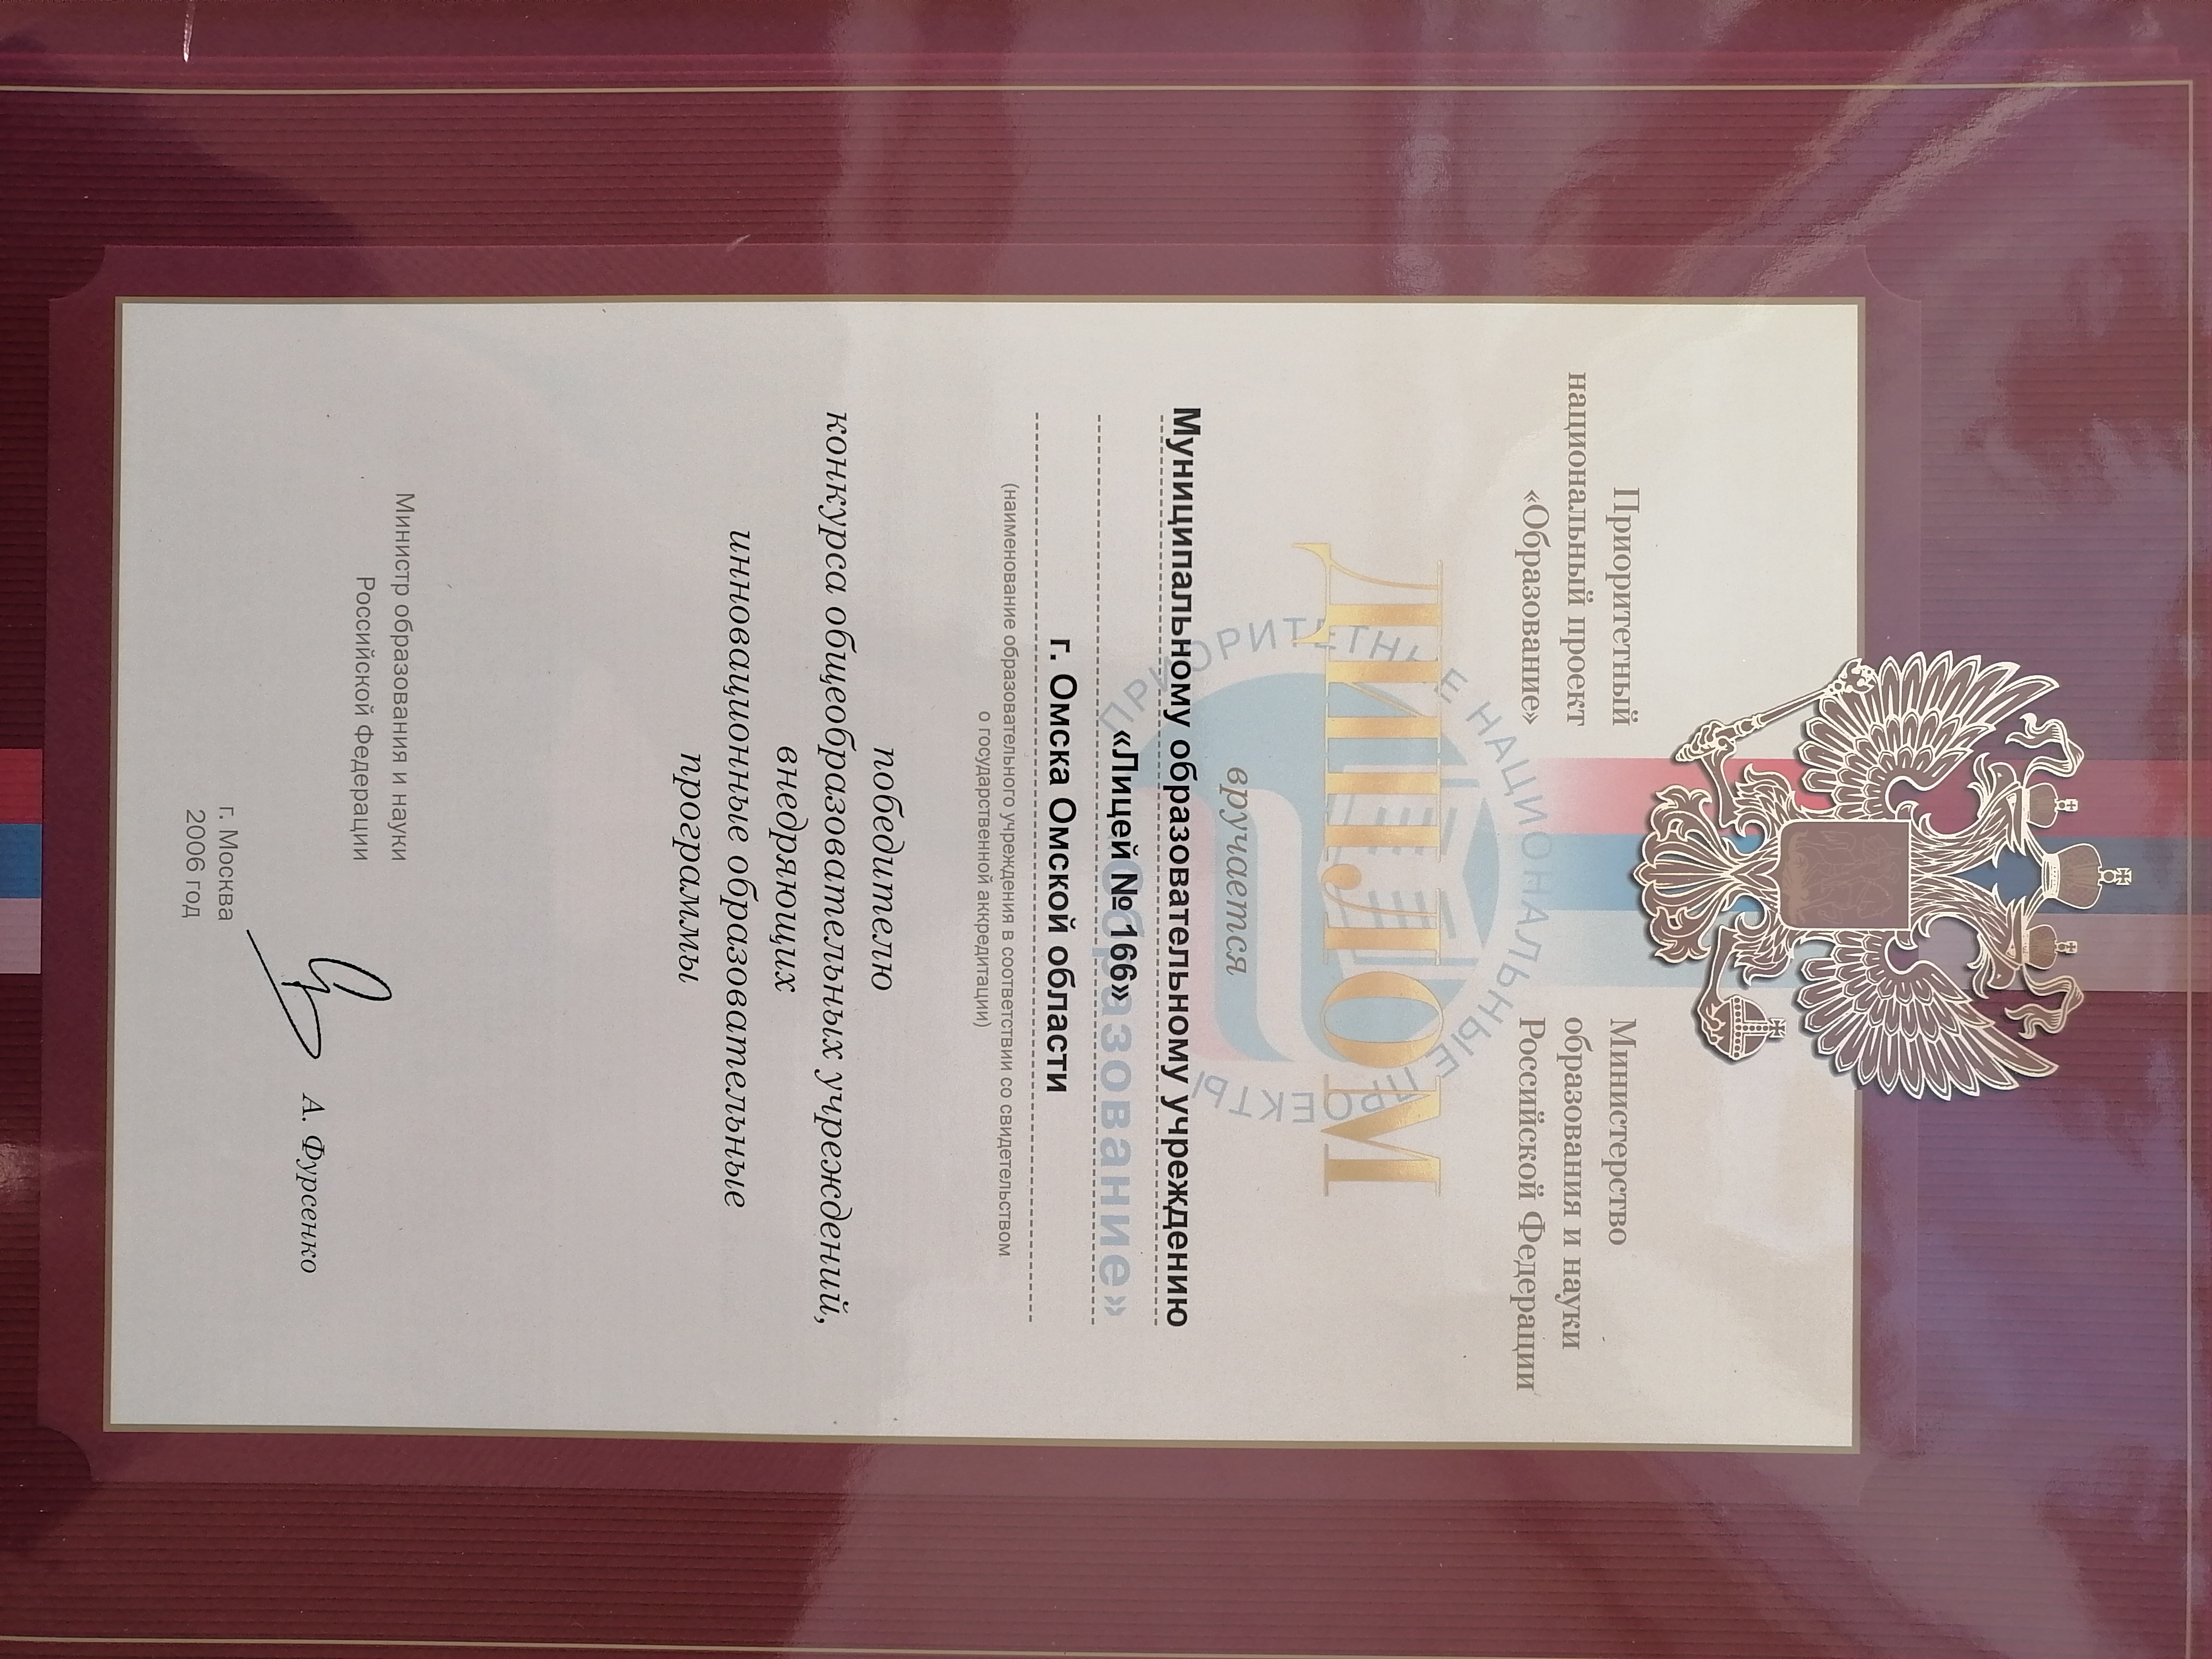 Приоритетный
национальный проект
«Образование»
Министерство
образования и науки
Российской Федерации
ПРИОРИТЕТНЫЕ НАЦИОНАЛЬНЫЕ ПРОЕКТЫ
ДИПЛОМ
вручается
Муниципальному образовательному учреждению
«Лицей № 166»
«Образование»
г. Омска Омской области
(наименование образовательного учреждения в соответствии со свидетельством
о государственной аккредитации)
победителю
конкурса общеобразовательных учреждений,
внедряющих
инновационные образовательные
программы
Министр образования и науки
Российской Федерации
А. Фурсенко
г. Москва
2006 год